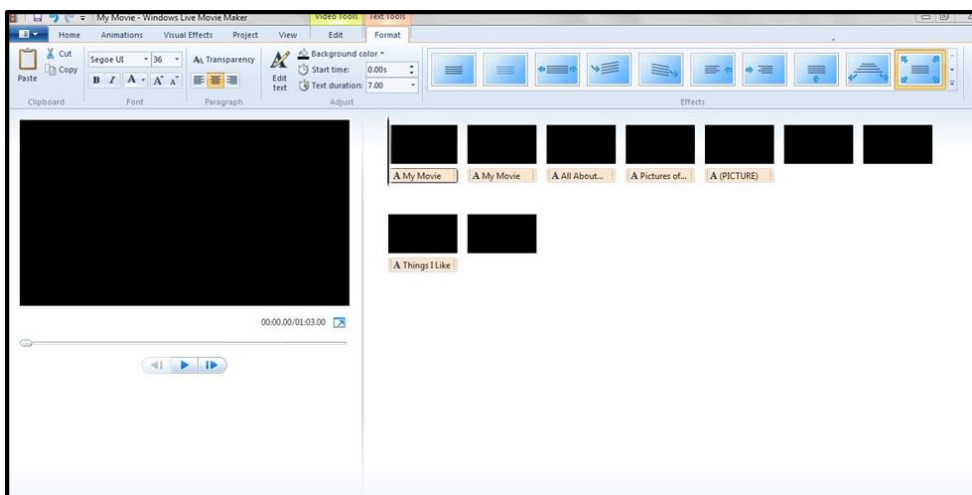 My Movie - Windows Live Movie Maker
Video Tools Text Tools
Home Animations Visual Effects Project View Edit Format
Paste
Cut
Copy
Clipboard
Segoe UI 36
B I A A A
Font
Transparency
Paragraph
Edit text
Background color
Start time: 0.00s
Text duration: 7.00
Adjust
Effects
A My Movie A My Movie A All About... A Pictures of... A (PICTURE)
A Things I Like
00:00.00/01:03.00